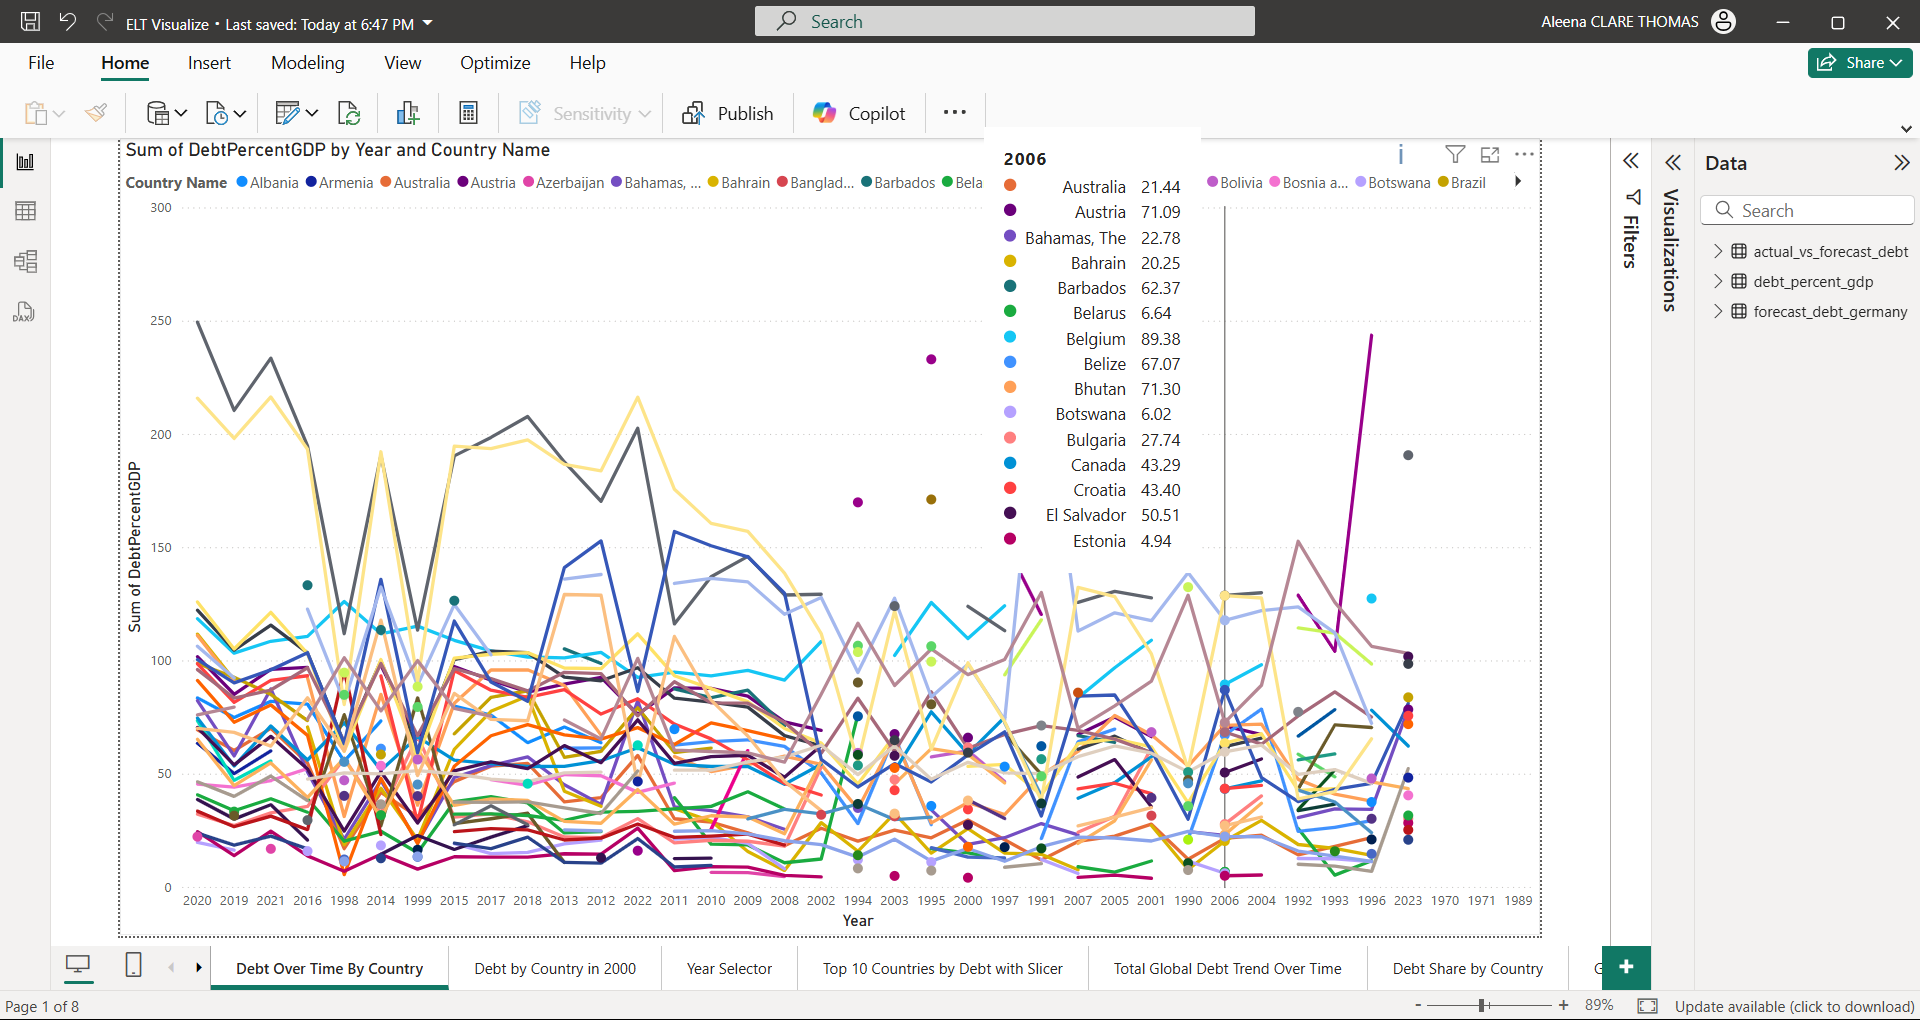 ELT Visualize • Last saved: Today at 6:47 PM
Search
Aleena CLARE THOMAS
File Home Insert Modeling View Optimize Help
Share
Sensitivity
Publish
Copilot
Sum of DebtPercentGDP by Year and Country Name
Country Name Albania Armenia Australia Austria Azerbaijan Bahamas, ... Bahrain Banglad... Barbados Bela Bolivia Bosnia a... Botswana Brazil
2006
Australia 21.44
Austria 71.09
Bahamas, The 22.78
Bahrain 20.25
Barbados 62.37
Belarus 6.64
Belgium 89.38
Belize 67.07
Bhutan 71.30
Botswana 6.02
Bulgaria 27.74
Canada 43.29
Croatia 43.40
El Salvador 50.51
Estonia 4.94
Sum of DebtPercentGDP
300
250
200
150
100
50
0
2020 2019 2021 2016 1998 2014 1999 2015 2017 2018 2013 2012 2022 2011 2010 2009 2008 2002 1994 2003 1995 2000 1997 1991 2007 2005 2001 1990 2006 2004 1992 1993 1996 2023 1970 1971 1989
Year
Filters
Visualizations
Data
Search
actual_vs_forecast_debt
debt_percent_gdp
forecast_debt_germany
DAX
Debt Over Time By Country
Debt by Country in 2000
Year Selector
Top 10 Countries by Debt with Slicer
Total Global Debt Trend Over Time
Debt Share by Country
Page 1 of 8
- + 89%
Update available (click to download)